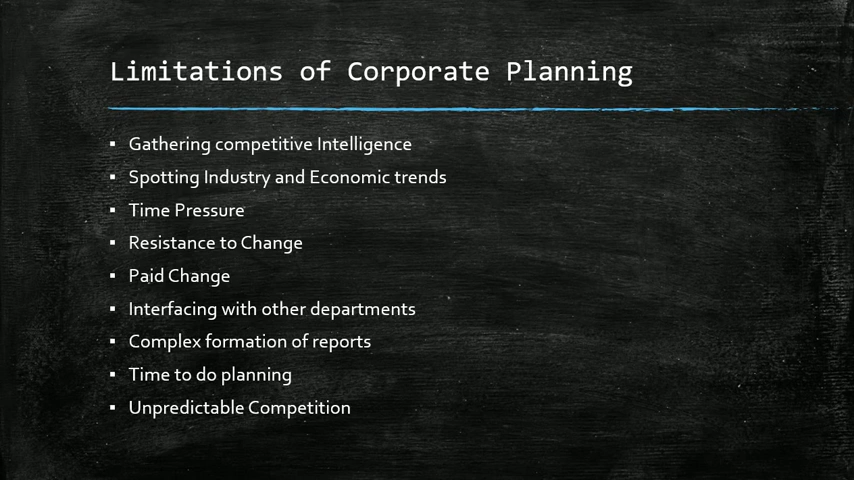 Limitations of Corporate Planning
▪ Gathering competitive Intelligence
▪ Spotting Industry and Economic trends
▪ Time Pressure
▪ Resistance to Change
▪ Paid Change
▪ Interfacing with other departments
▪ Complex formation of reports
▪ Time to do planning
▪ Unpredictable Competition